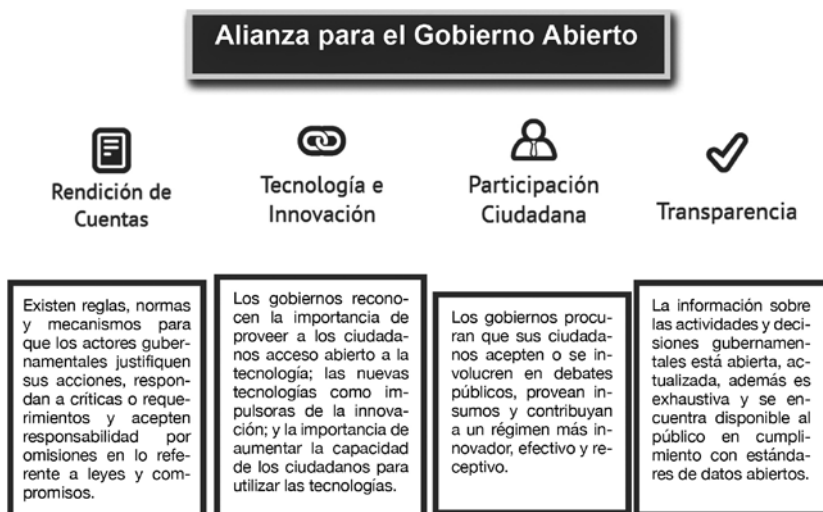 Alianza para el Gobierno Abierto
Rendición de
Cuentas
Tecnología e
Innovación
Participación
Ciudadana
Transparencia
Existen reglas, normas
y mecanismos para
que los actores guber-
namentales justifiquen
sus acciones, respon-
dan a críticas o reque-
rimientos y acepten
responsabilidad por
omisiones en lo refe-
rente a leyes y com-
promisos.
Los gobiernos recono-
cen la importancia de
proveer a los ciudada-
nos acceso abierto a la
tecnología; las nuevas
tecnologías como im-
pulsoras de la innova-
ción; y la importancia de
aumentar la capacidad
de los ciudadanos para
utilizar las tecnologías.
Los gobiernos procu-
ran que sus ciudada-
nos acepten o se in-
volucren en debates
públicos, provean in-
sumos y contribuyan
a un régimen más in-
novador, efectivo y re-
ceptivo.
La información sobre
las actividades y deci-
siones gubernamen-
tales está abierta, ac-
tualizada, además es
exhaustiva y se en-
cuentra disponible al
público en cumpli-
miento con estánda-
res de datos abiertos.